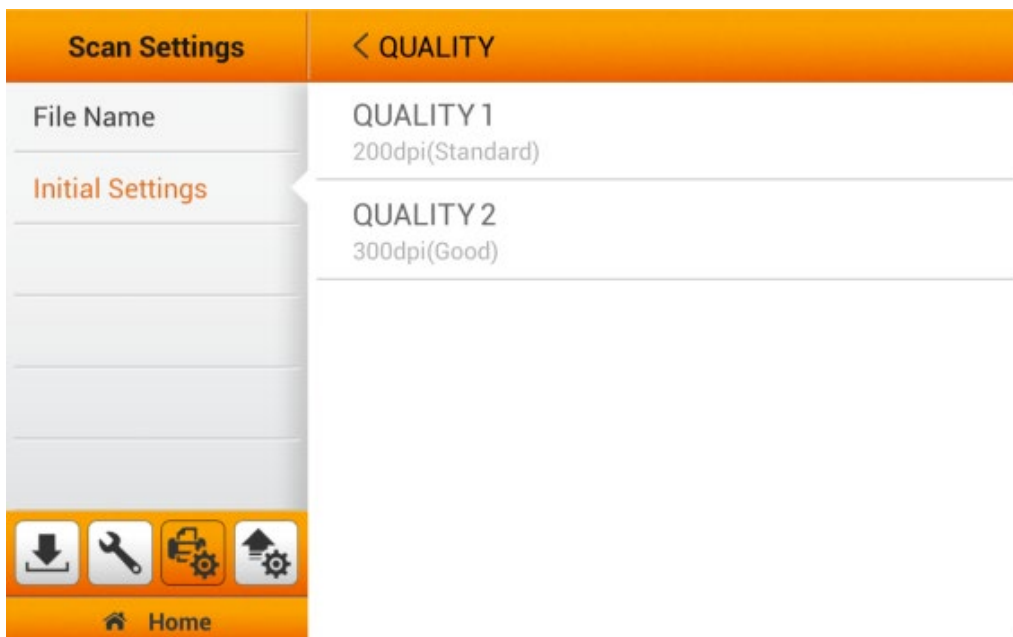 Scan Settings
< QUALITY
File Name
Initial Settings
QUALITY 1
200dpi(Standard)
QUALITY 2
300dpi(Good)
Home